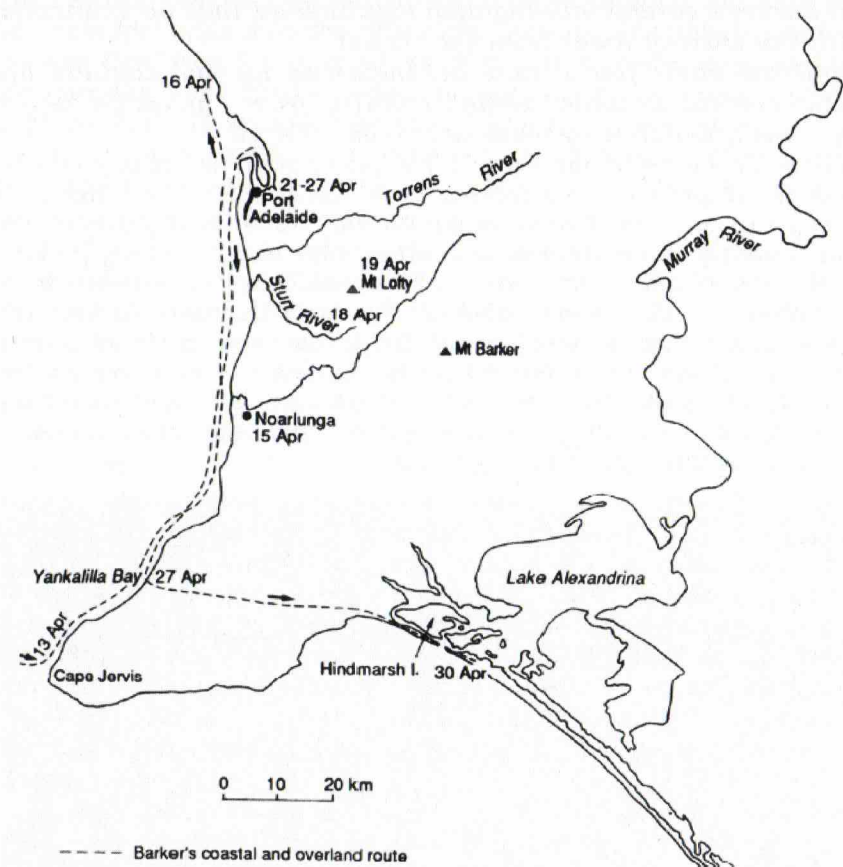 16 Apr
21-27 Apr
Port
Adelaide
Torrens River
Murray River
19 Apr
Mt Lofty
Sturt River
18 Apr
Mt Barker
Noarlunga
15 Apr
Yankalilla Bay
27 Apr
Lake Alexandrina
13 Apr
Cape Jervis
Hindmarsh I.
30 Apr
0 10 20 km
Barker's coastal and overland route